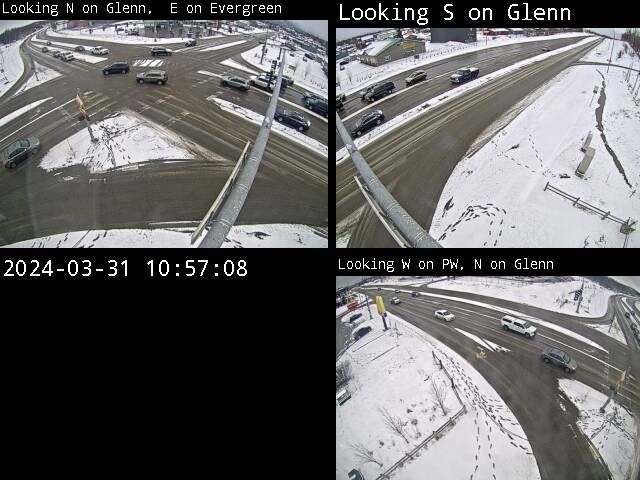 Looking N on Glenn,  E on Evergreen
Looking S on Glenn
2024-03-31 10:57:08
Looking W on PW, N on Glenn